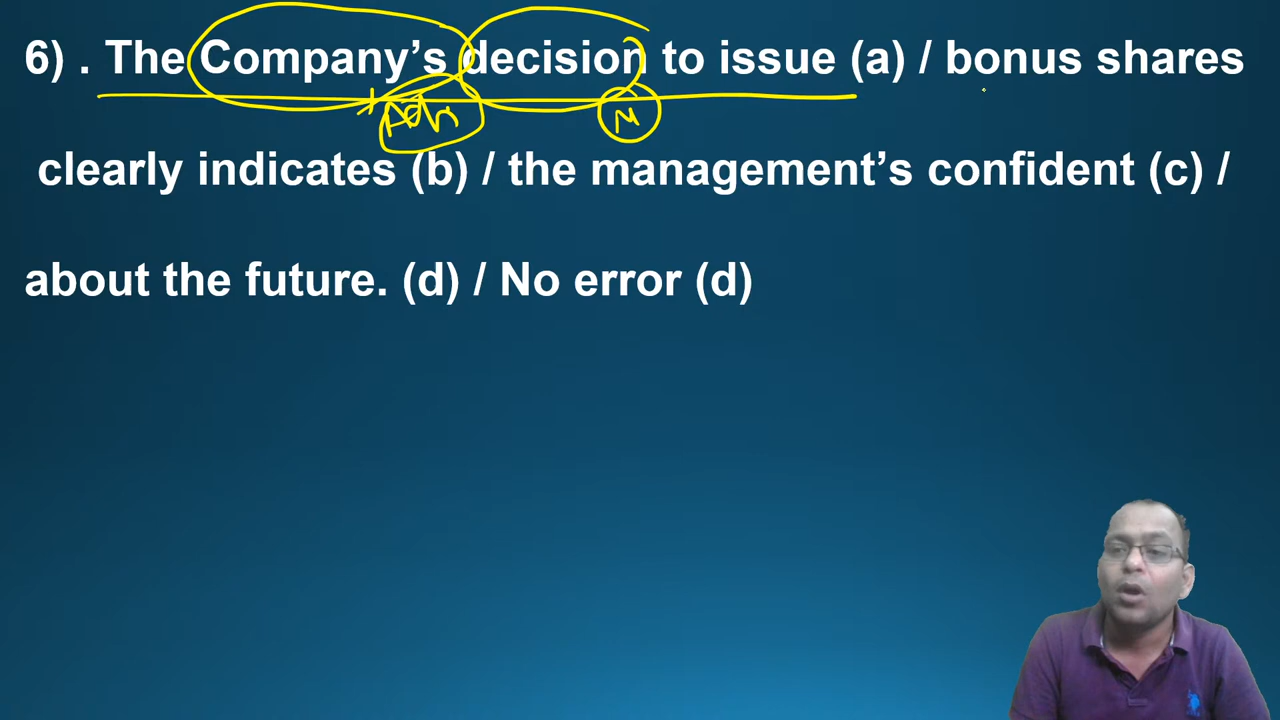 6) . The Company’s decision to issue (a) / bonus shares
N
clearly indicates (b) / the management’s confident (c) /
about the future. (d) / No error (d)